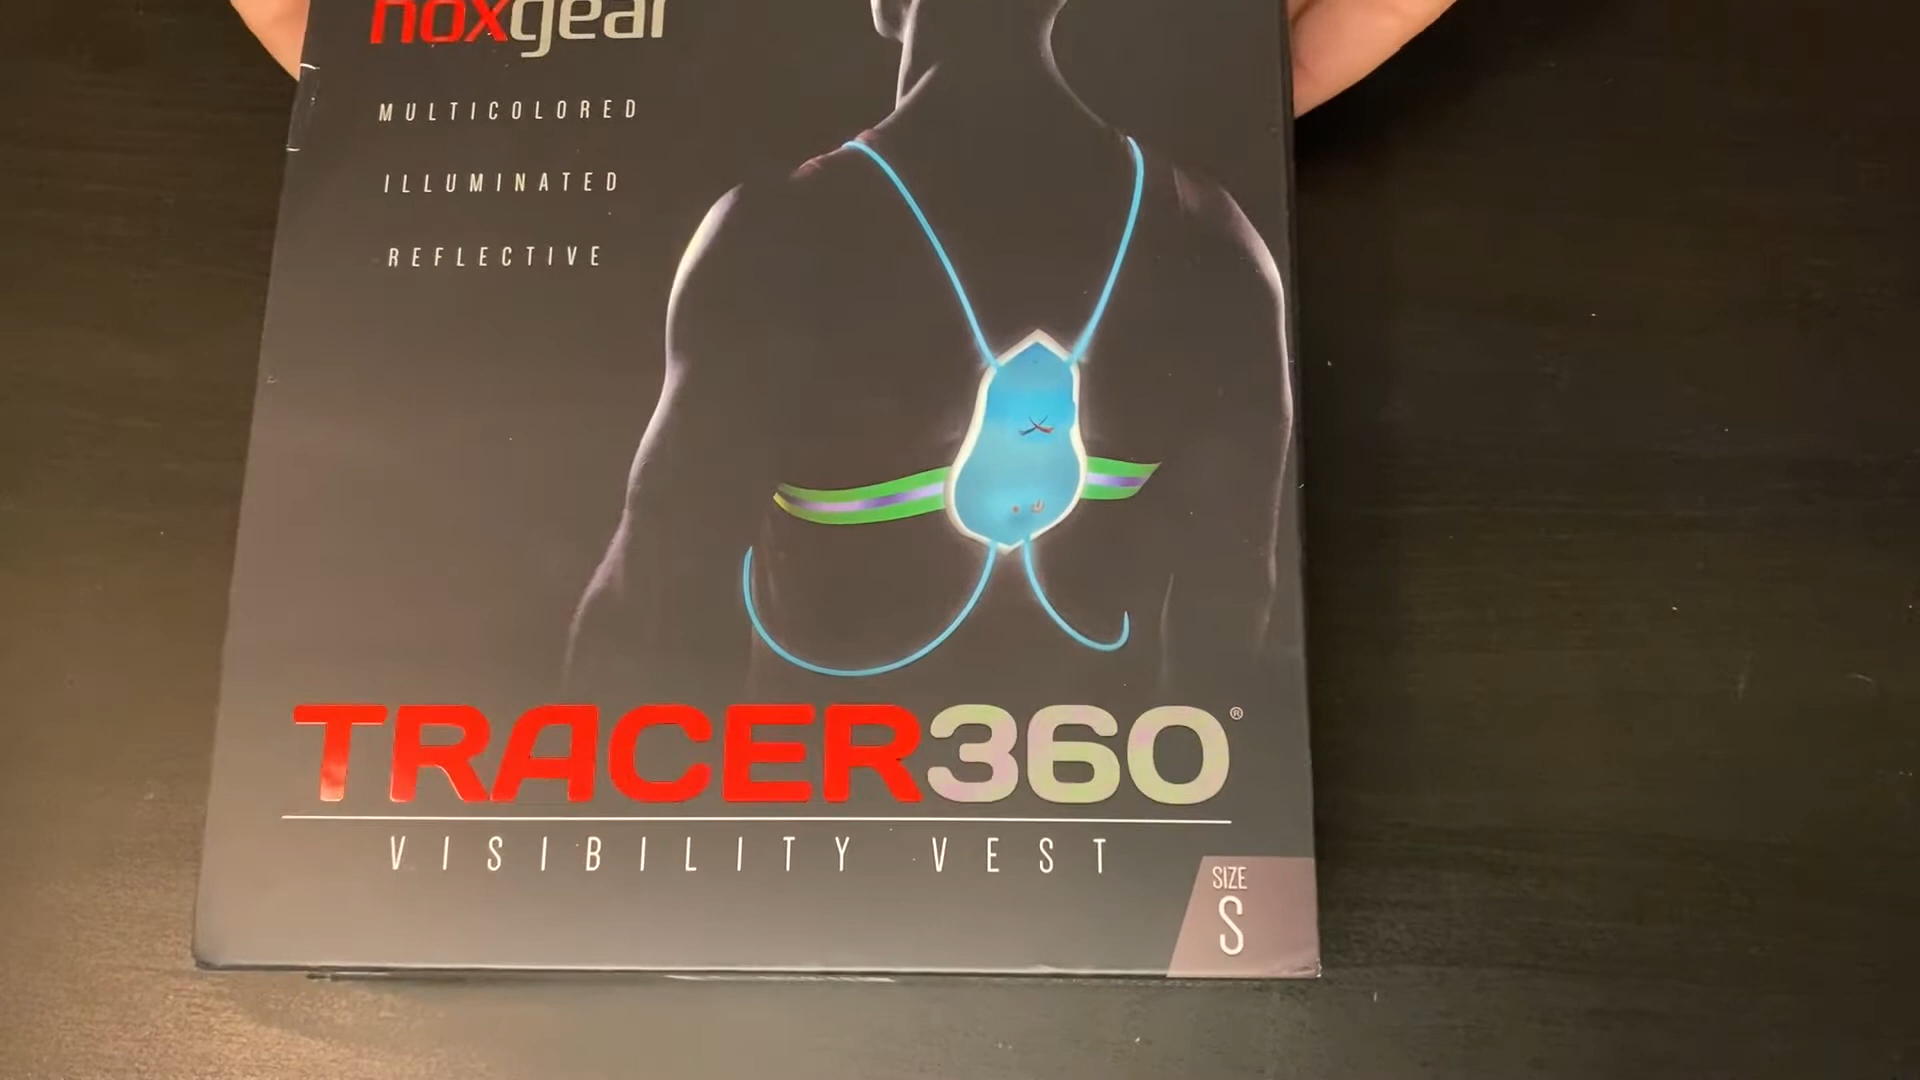 noxgear
MULTICOLORED
ILLUMINATED
REFLECTIVE
TRACER360®
VISIBILITY VEST
SIZE
S